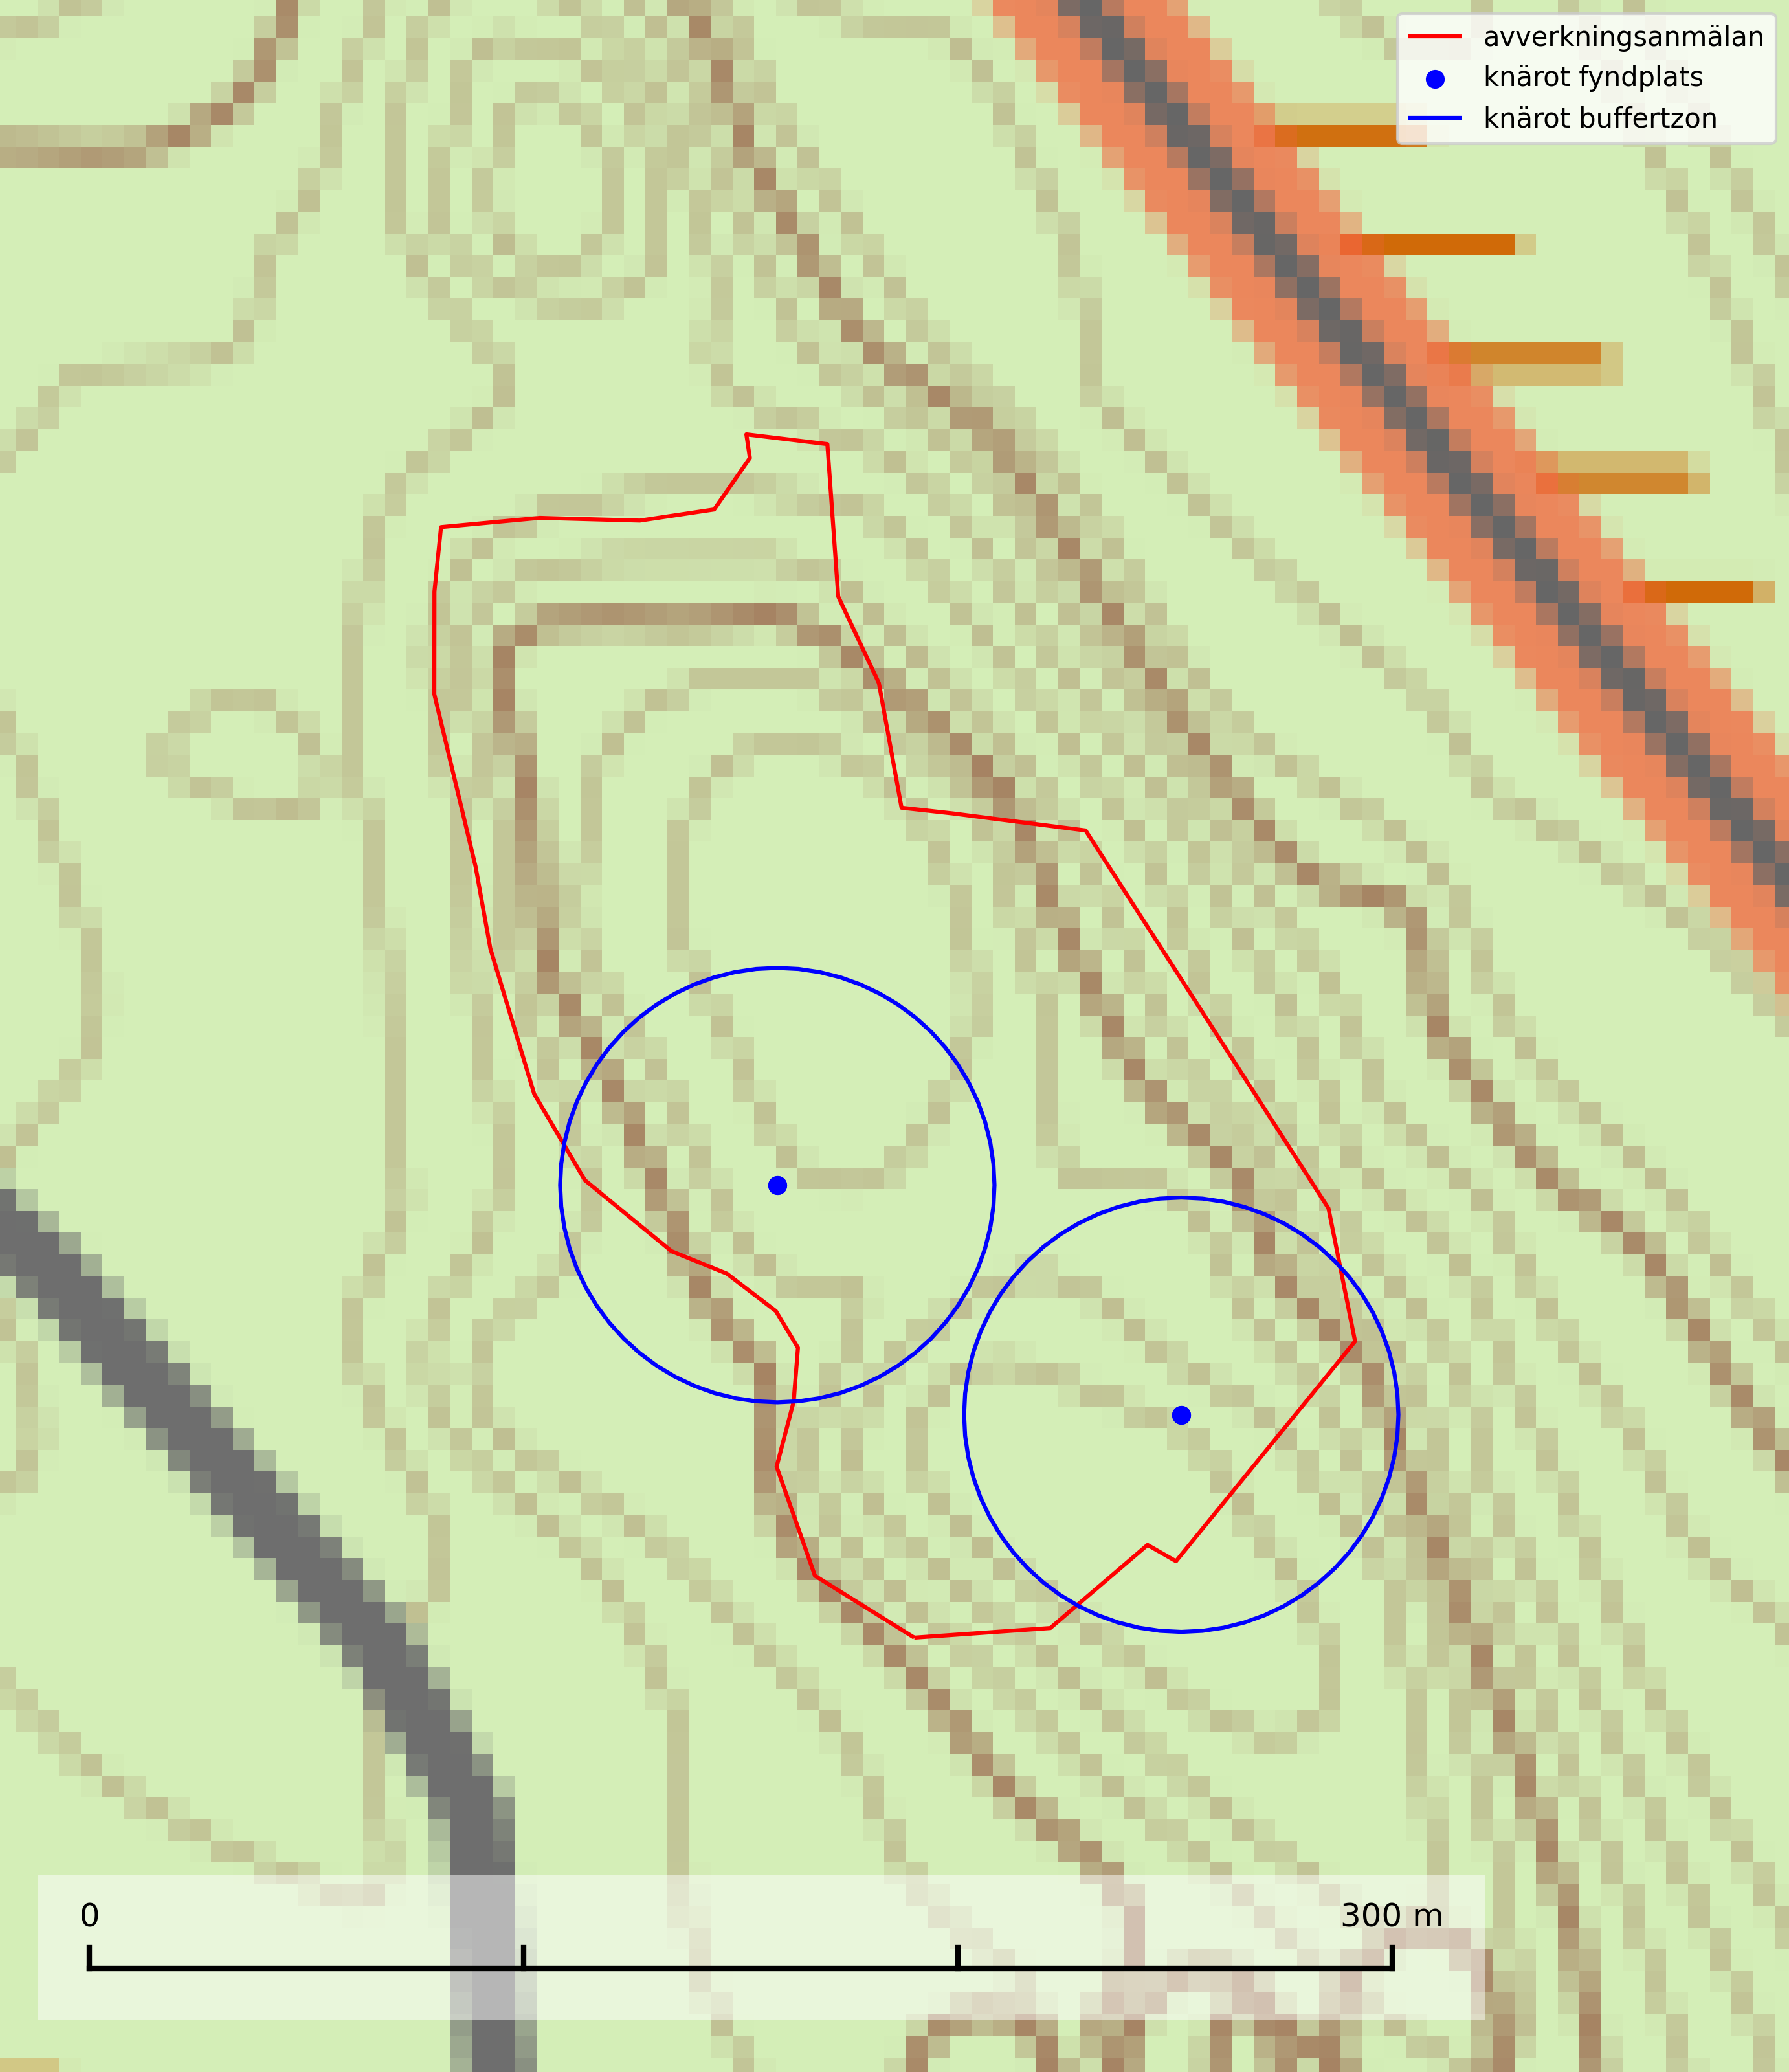 avverkningsanmälan
knärot fyndplats
knärot buffertzon
0
300 m